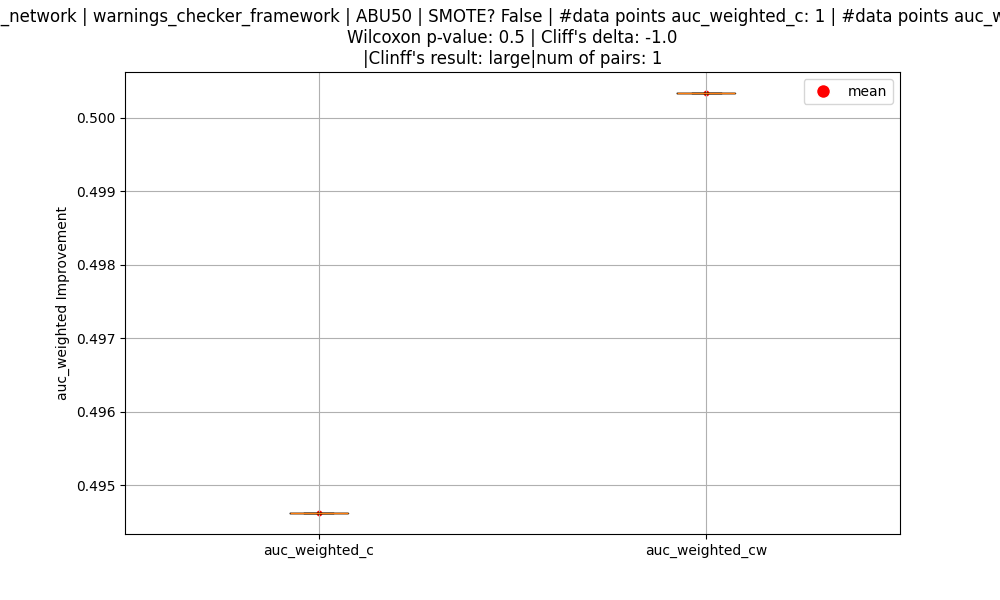 _network | warnings_checker_framework | ABU50 | SMOTE? False | #data points auc_weighted_c: 1 | #data points auc_w
Wilcoxon p-value: 0.5 | Cliff's delta: -1.0
|Clinff's result: large|num of pairs: 1
mean
0.500
0.499
0.498
0.497
0.496
0.495
auc_weighted Improvement
auc_weighted_c
auc_weighted_cw